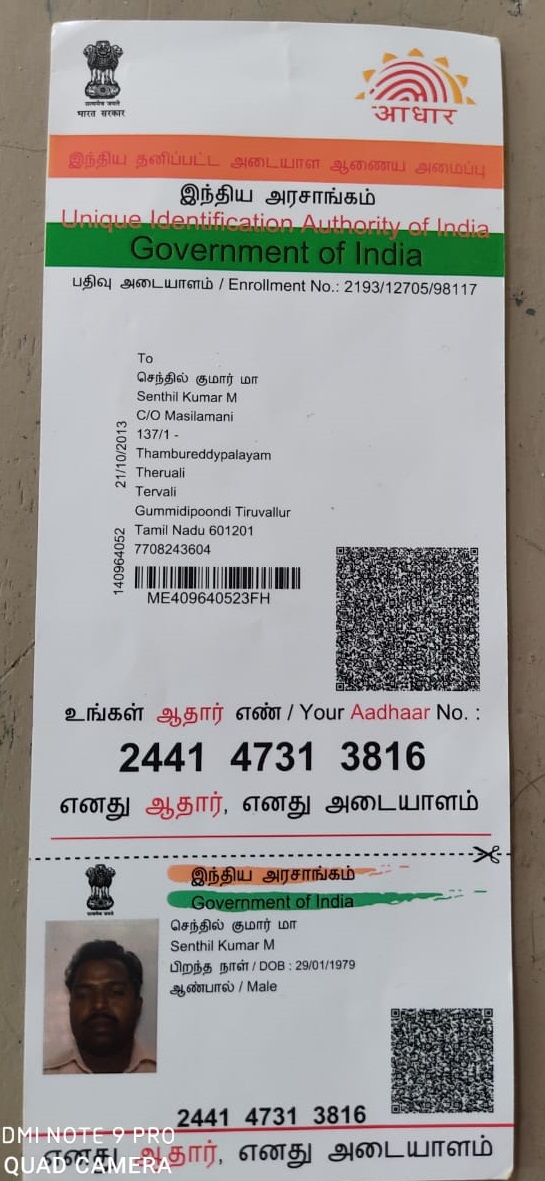 सत्यमेव जयते
भारत सरकार
आधार
இந்திய தனிப்பட்ட அடையாள ஆணைய அமைப்பு
இந்திய அரசாங்கம்
Unique Identification Authority of India
Government of India
பதிவு அடையாளம் / Enrollment No.: 2193/12705/98117
To
செந்தில் குமார் மா
Senthil Kumar M
C/O Masilamani
137/1 -
Thambureddypalayam
Theruali
Tervali
Gummidipoondi Tiruvallur
Tamil Nadu 601201
7708243604
21/10/2013
140964052
ME409640523FH
உங்கள் ஆதார் எண் / Your Aadhaar No. :
2441 4731 3816
எனது ஆதார், எனது அடையாளம்
இந்திய அரசாங்கம்
Government of India
செந்தில் குமார் மா
Senthil Kumar M
பிறந்த நாள் / DOB : 29/01/1979
ஆண்பால் / Male
2441 4731 3816
எனது ஆதார், எனது அடையாளம்
DMI NOTE 9 PRO
QUAD CAMERA